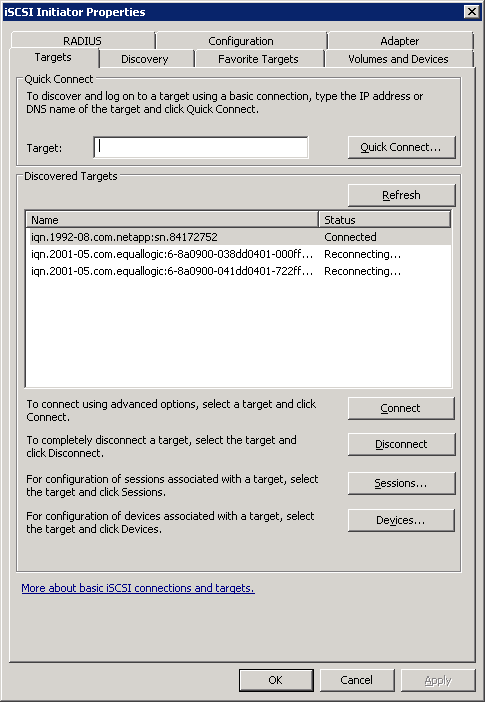 iSCSI Initiator Properties
RADIUS Configuration Adapter
Targets Discovery Favorite Targets Volumes and Devices
Quick Connect
To discover and log on to a target using a basic connection, type the IP address or
DNS name of the target and click Quick Connect.
Target: Quick Connect...
Discovered Targets
Refresh
Name Status
iqn.1992-08.com.netapp:sn.84172752 Connected
iqn.2001-05.com.equallogic:6-8a0900-038dd0401-000ff... Reconnecting...
iqn.2001-05.com.equallogic:6-8a0900-041dd0401-722ff... Reconnecting...
To connect using advanced options, select a target and click
Connect.
Connect
To completely disconnect a target, select the target and
click Disconnect.
Disconnect
For configuration of sessions associated with a target, select
the target and click Sessions.
Sessions...
For configuration of devices associated with a target, select
the target and click Devices.
Devices...
More about basic iSCSI connections and targets.
OK Cancel Apply